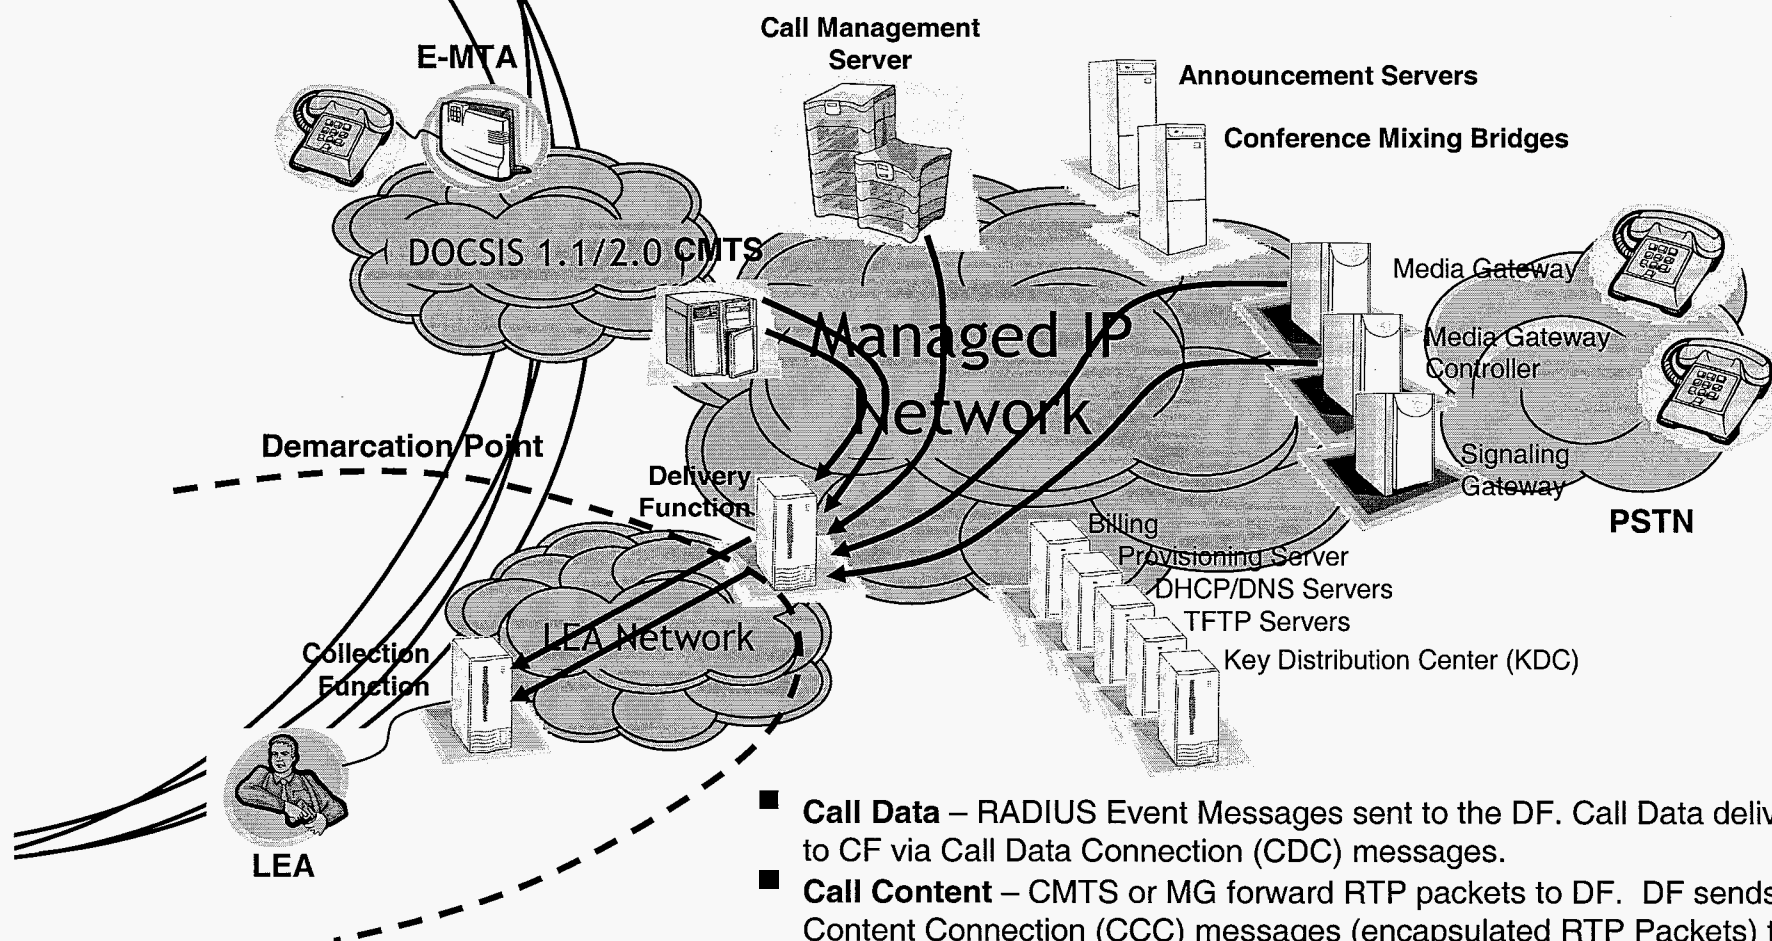 E-MTA
Call Management
Server
Announcement Servers
Conference Mixing Bridges
DOCSIS 1.1/2.0 CMTS
Media Gateway
Managed IP
Network
Media Gateway
Controller
Demarcation Point
Signaling
Gateway
Delivery
Function
PSTN
Billing
Provisioning Server
DHCP/DNS Servers
TFTP Servers
Key Distribution Center (KDC)
LEA Network
Collection
Function
LEA
■ Call Data – RADIUS Event Messages sent to the DF. Call Data
to CF via Call Data Connection (CDC) messages.
■ Call Content – CMTS or MG forward RTP packets to DF. DF sends
Content Connection (CCC) messages (encapsulated RTP Packets)